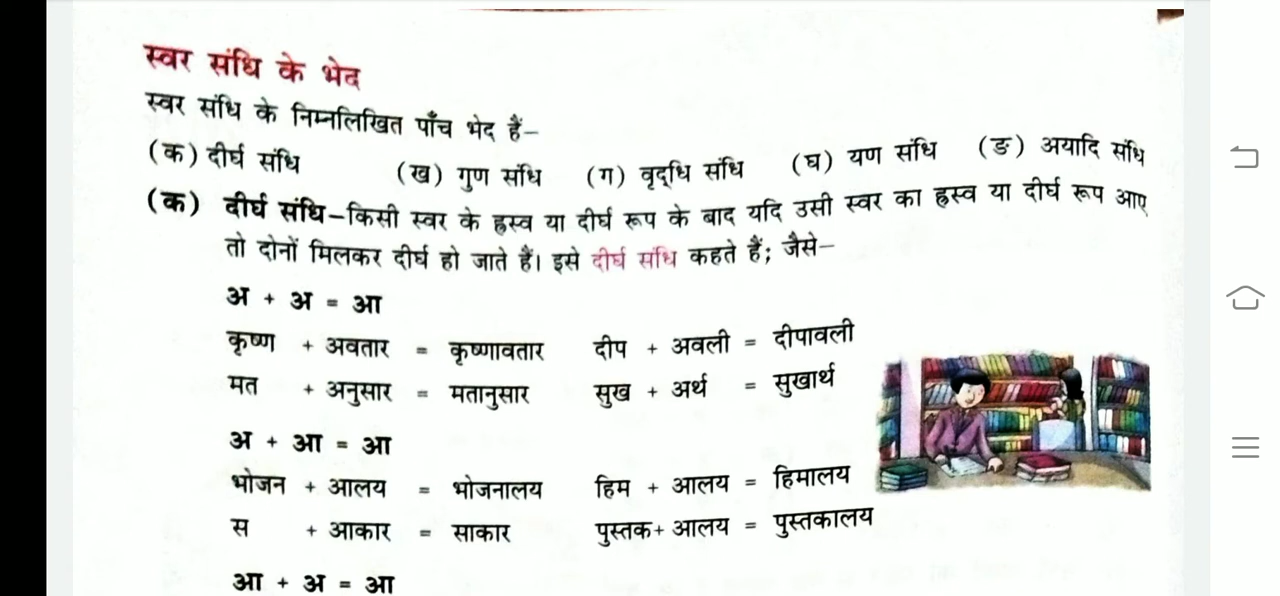 स्वर संधि के भेद
स्वर संधि के निम्नलिखित पाँच भेद हैं–
(क) दीर्घ संधि (ख) गुण संधि (ग) वृद्धि संधि (घ) यण संधि (ङ) अयादि संधि
(क) दीर्घ संधि–किसी स्वर के ह्रस्व या दीर्घ रूप के बाद यदि उसी स्वर का ह्रस्व या दीर्घ रूप आए
तो दोनों मिलकर दीर्घ हो जाते हैं। इसे दीर्घ संधि कहते हैं; जैसे–
अ + अ = आ
कृष्ण + अवतार = कृष्णावतार दीप + अवली = दीपावली
मत + अनुसार = मतानुसार सुख + अर्थ = सुखार्थ
अ + आ = आ
भोजन + आलय = भोजनालय हिम + आलय = हिमालय
स + आकार = साकार पुस्तक+ आलय = पुस्तकालय
आ + अ = आ